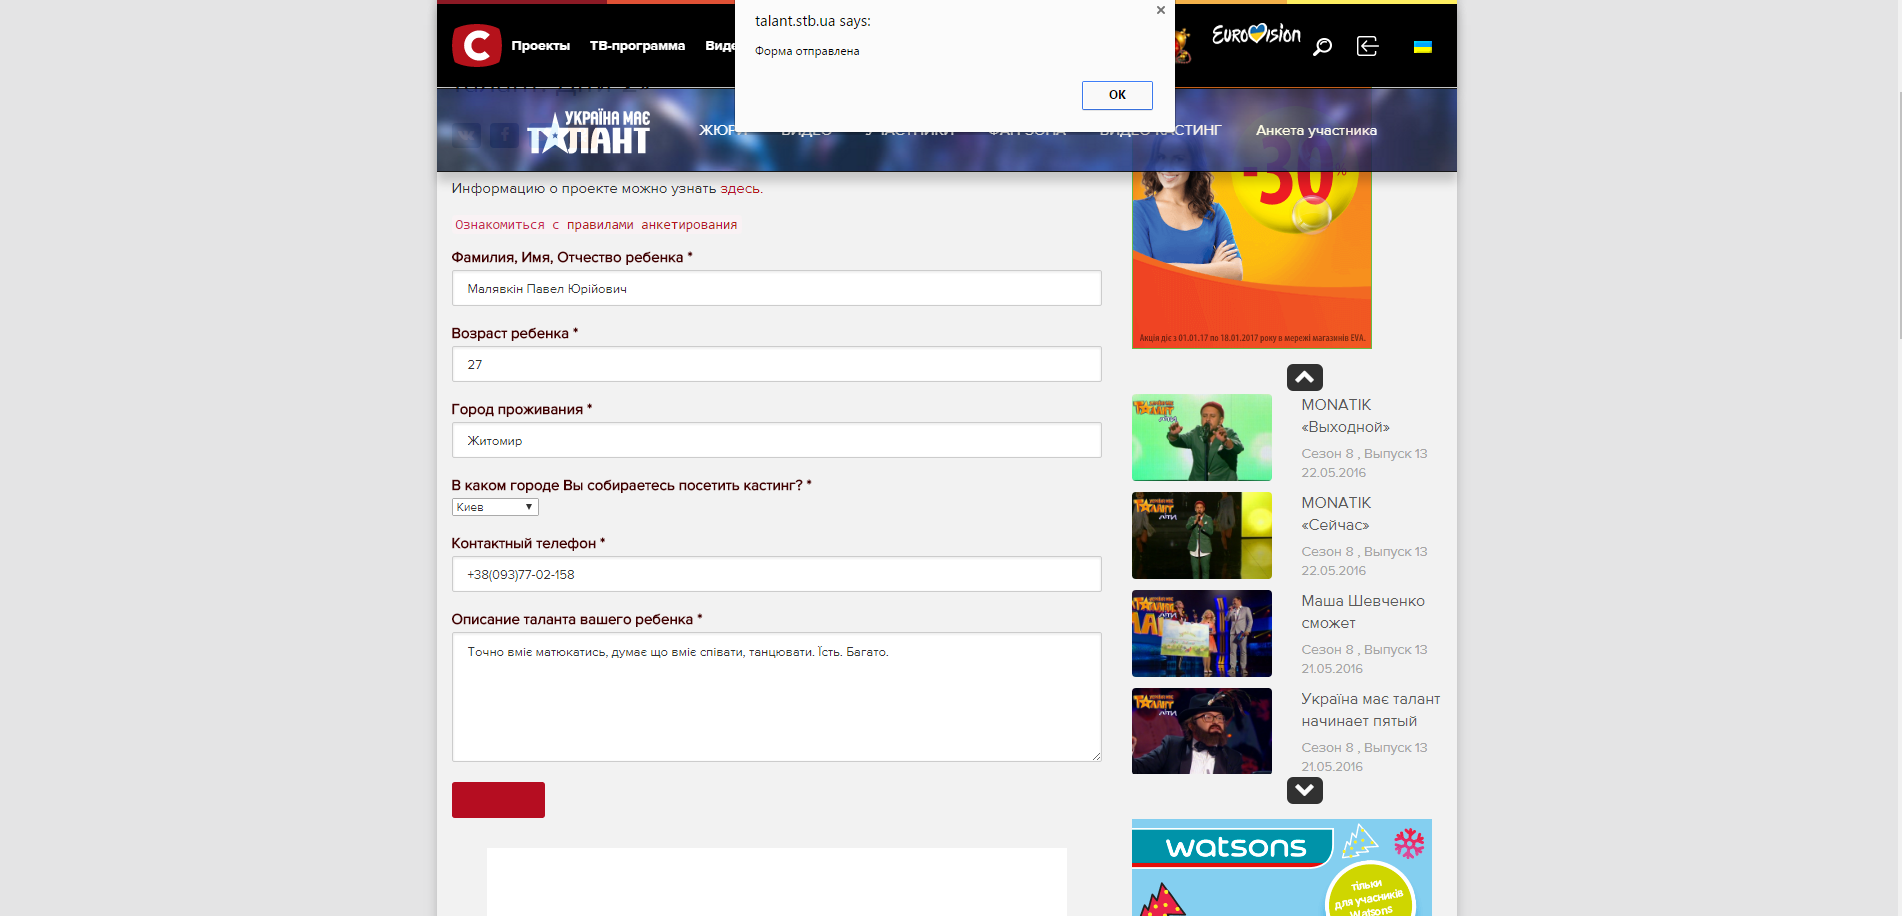 talant.stb.ua says:
Форма отправлена
OK
Проекты
ТВ-программа
EUROVISION
УКРАЇНА МАЄ
ТАЛАНТ
ЖЮРИ
ВИДЕО
УЧАСТНИКИ
ФАН ЗОНА
ВИДЕО КАСТИНГ
Анкета участника
Информацию о проекте можно узнать здесь.
Ознакомиться с правилами анкетирования
Фамилия, Имя, Отчество ребенка *
Малявкін Павел Юрійович
Возраст ребенка *
27
Город проживания *
Житомир
В каком городе Вы собираетесь посетить кастинг? *
Киев
Контактный телефон *
+38(093)77-02-158
Описание таланта вашего ребенка *
Точно вміє матюкатись, думає що вміє співати, танцювати. Їсть. Багато.
-30%
Акція діє з 01.01.17 по 18.01.2017 року в мережі магазинів EVA.
MONATIK
«Выходной»
Сезон 8 , Выпуск 13
22.05.2016
MONATIK
«Сейчас»
Сезон 8 , Выпуск 13
22.05.2016
Маша Шевченко
сможет
Сезон 8 , Выпуск 13
21.05.2016
Україна має талант
начинает пятый
Сезон 8 , Выпуск 13
21.05.2016
watsons
тільки
для учасників
Watsons